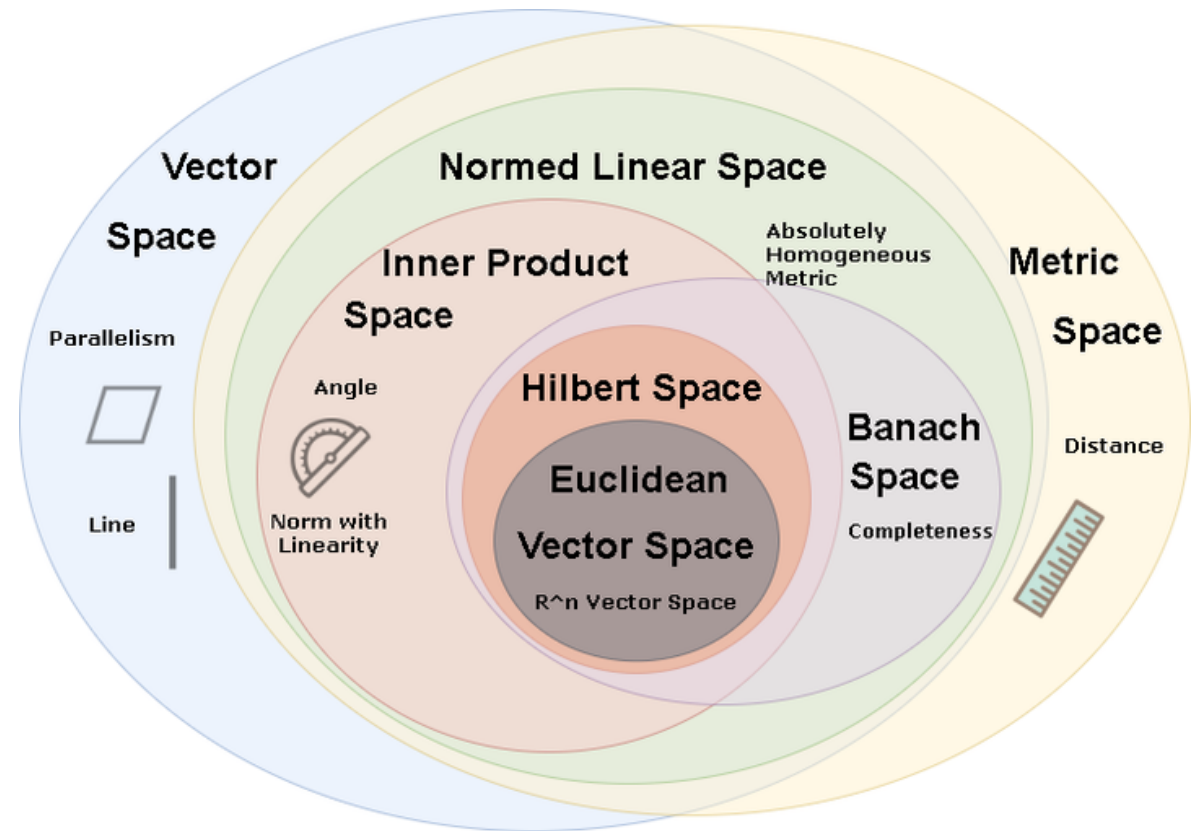 Vector
Space
Parallelism
Line
Normed Linear Space
Absolutely
Homogeneous
Metric
Inner Product
Space
Angle
Norm with
Linearity
Hilbert Space
Euclidean
Vector Space
R^n Vector Space
Banach
Space
Completeness
Metric
Space
Distance